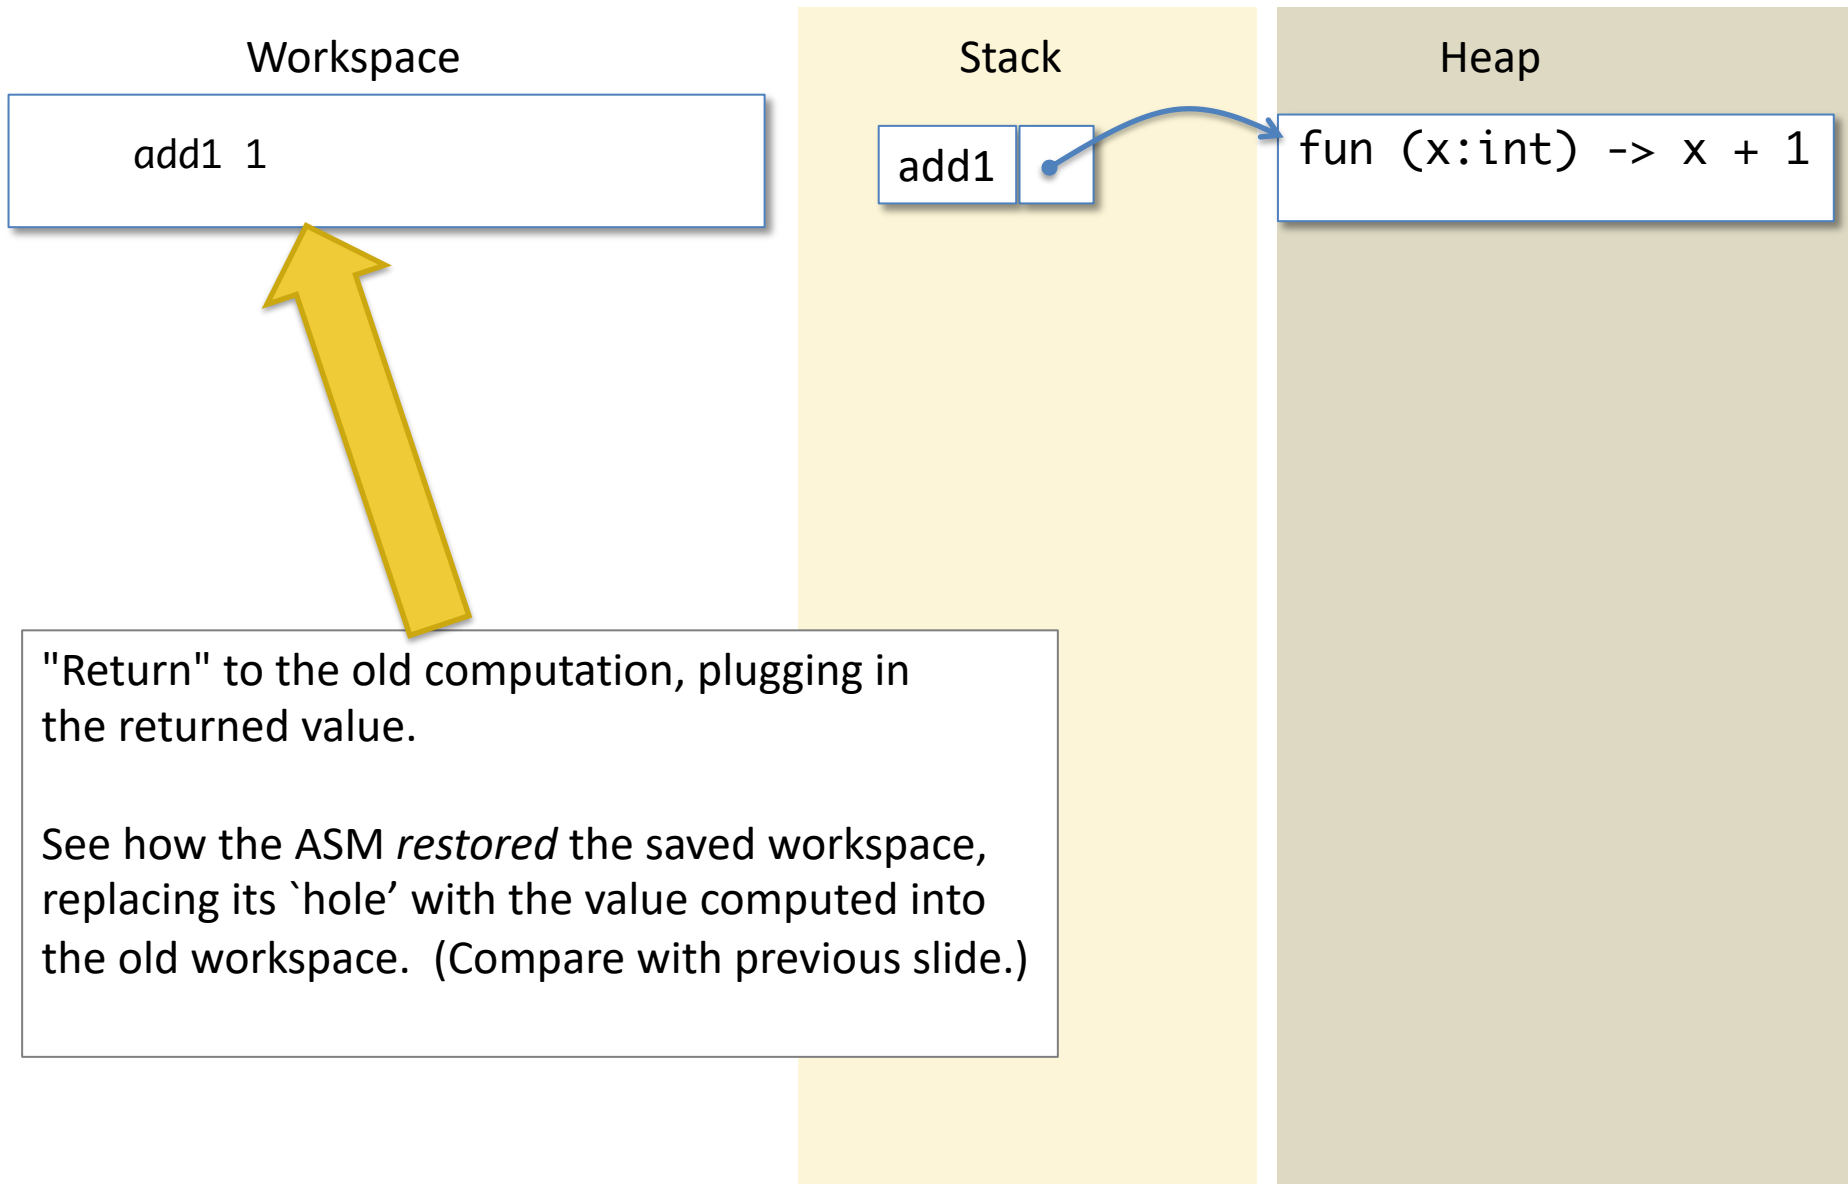 Workspace
Stack
Heap
add1 1
add1
fun (x:int) -> x + 1
"Return" to the old computation, plugging in
the returned value.
See how the ASM restored the saved workspace,
replacing its `hole’ with the value computed into
the old workspace.  (Compare with previous slide.)